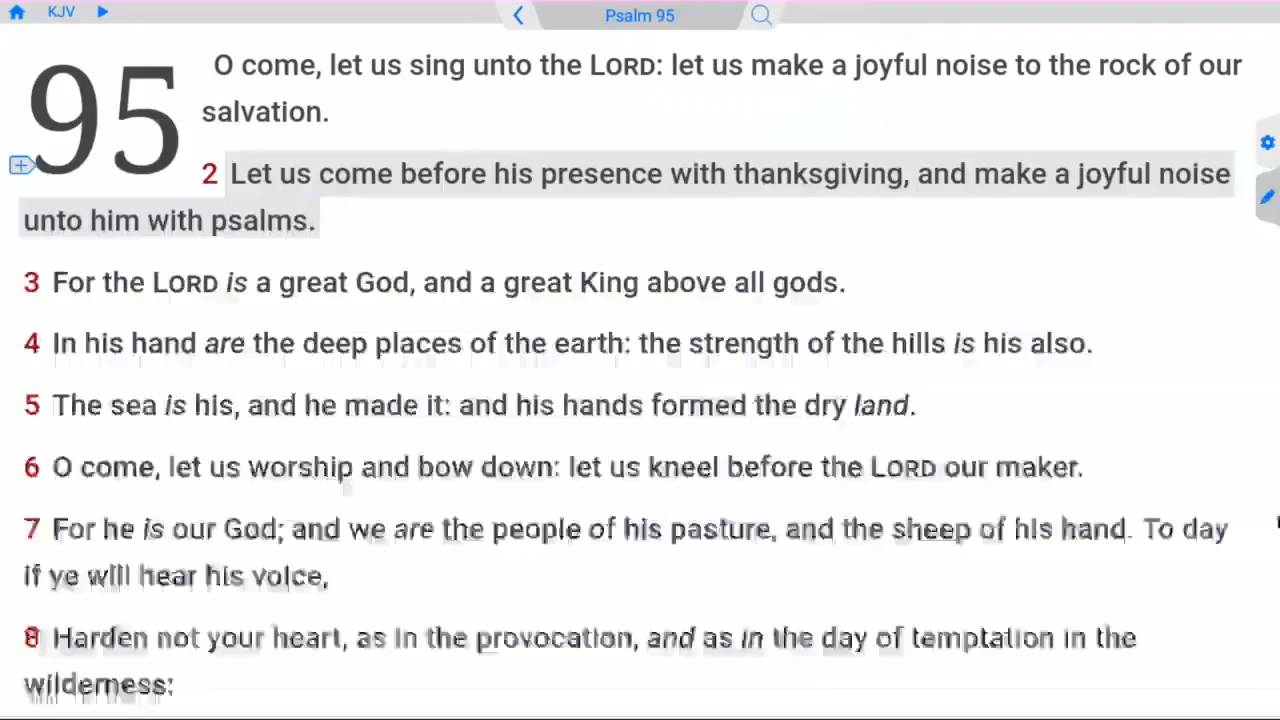 KJV
Psalm 95
95
O come, let us sing unto the LORD: let us make a joyful noise to the rock of our
salvation.
2 Let us come before his presence with thanksgiving, and make a joyful noise
unto him with psalms.
3 For the LORD is a great God, and a great King above all gods.
4 In his hand are the deep places of the earth: the strength of the hills is his also.
5 The sea is his, and he made it: and his hands formed the dry land.
6 O come, let us worship and bow down: let us kneel before the LORD our maker.
7 For he is our God; and we are the people of his pasture, and the sheep of his hand. To day
if ye will hear his voice,
8 Harden not your heart, as in the provocation, and as in the day of temptation in the
wilderness: